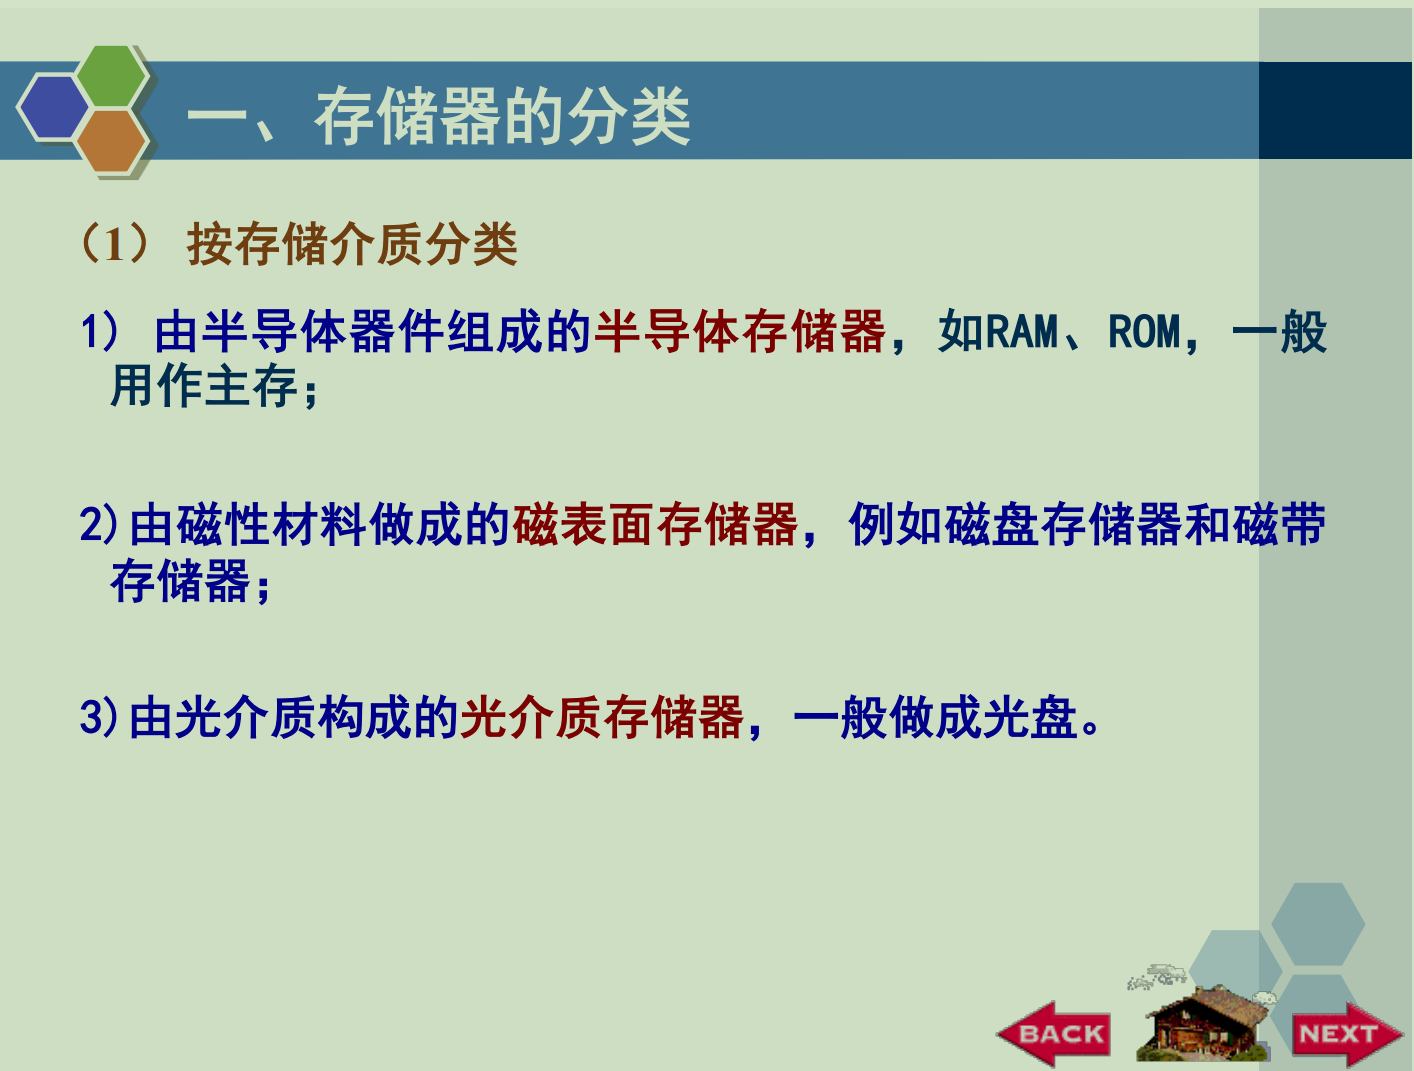 一、存储器的分类
（1） 按存储介质分类
1) 由半导体器件组成的半导体存储器，如RAM、ROM，一般
用作主存；
2)由磁性材料做成的磁表面存储器，例如磁盘存储器和磁带
存储器；
3)由光介质构成的光介质存储器，一般做成光盘。
BACK
NEXT